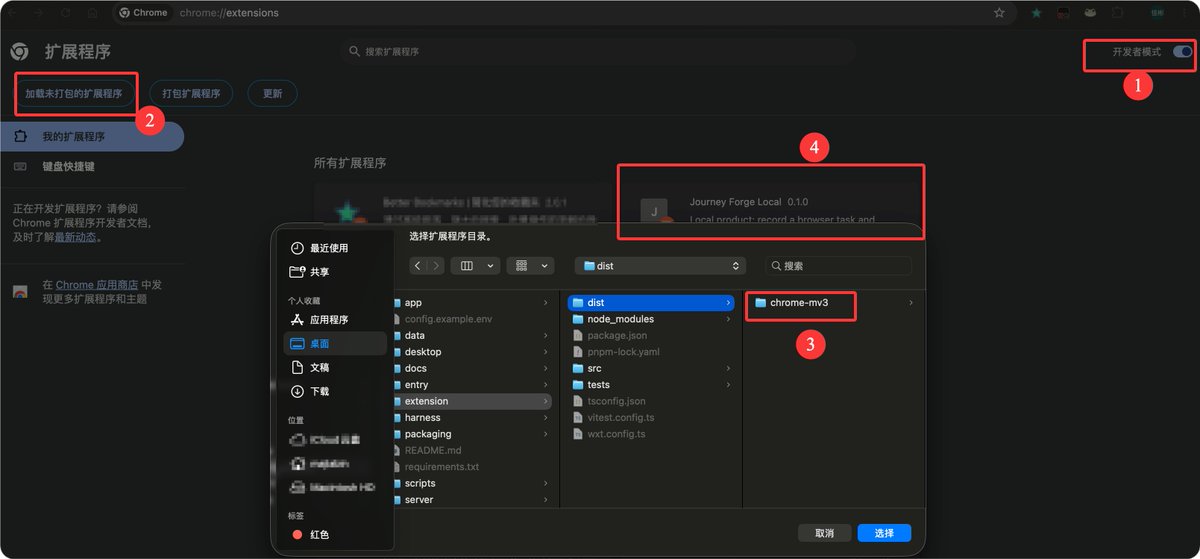 Chrome
chrome://extensions
扩展程序
搜索扩展程序
开发者模式
1
加载未打包的扩展程序
打包扩展程序
更新
2
我的扩展程序
键盘快捷键
正在开发扩展程序？请参阅
Chrome 扩展程序开发者文档，
及时了解最新动态。
在 Chrome 应用商店 中发
现更多扩展程序和主题
所有扩展程序
4
J
Journey Forge Local 0.1.0
Local product: record a browser task and
选择扩展程序目录。
dist
搜索
最近使用
共享
个人收藏
应用程序
桌面
文稿
下载
位置
标签
红色
app
config.example.env
data
desktop
docs
entry
extension
harness
packaging
README.md
requirements.txt
scripts
server
dist
node_modules
package.json
pnpm-lock.yaml
src
tests
tsconfig.json
vitest.config.ts
wxt.config.ts
chrome-mv3
3
取消
选择